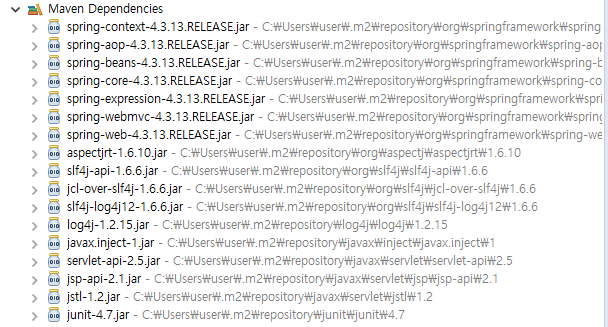 Maven Dependencies
spring-context-4.3.13.RELEASE.jar - C:₩Users₩user₩.m2₩repository₩org₩springframework₩spring
spring-aop-4.3.13.RELEASE.jar - C:₩Users₩user₩.m2₩repository₩org₩springframework₩spring-aop
spring-beans-4.3.13.RELEASE.jar - C:₩Users₩user₩.m2₩repository₩org₩springframework₩spring-b
spring-core-4.3.13.RELEASE.jar - C:₩Users₩user₩.m2₩repository₩org₩springframework₩spring-co
spring-expression-4.3.13.RELEASE.jar - C:₩Users₩user₩.m2₩repository₩org₩springframework₩sprin
spring-webmvc-4.3.13.RELEASE.jar - C:₩Users₩user₩.m2₩repository₩org₩springframework₩spring
spring-web-4.3.13.RELEASE.jar - C:₩Users₩user₩.m2₩repository₩org₩springframework₩spring-we
aspectjrt-1.6.10.jar - C:₩Users₩user₩.m2₩repository₩org₩aspectj₩aspectjrt₩1.6.10
slf4j-api-1.6.6.jar - C:₩Users₩user₩.m2₩repository₩org₩slf4j₩slf4j-api₩1.6.6
jcl-over-slf4j-1.6.6.jar - C:₩Users₩user₩.m2₩repository₩org₩slf4j₩jcl-over-slf4j₩1.6.6
slf4j-log4j12-1.6.6.jar - C:₩Users₩user₩.m2₩repository₩org₩slf4j₩slf4j-log4j12₩1.6.6
log4j-1.2.15.jar - C:₩Users₩user₩.m2₩repository₩log4j₩log4j₩1.2.15
javax.inject-1.jar - C:₩Users₩user₩.m2₩repository₩javax₩inject₩javax.inject₩1
servlet-api-2.5.jar - C:₩Users₩user₩.m2₩repository₩javax₩servlet₩servlet-api₩2.5
jsp-api-2.1.jar - C:₩Users₩user₩.m2₩repository₩javax₩servlet₩jsp₩jsp-api₩2.1
jstl-1.2.jar - C:₩Users₩user₩.m2₩repository₩javax₩servlet₩jstl₩1.2
junit-4.7.jar - C:₩Users₩user₩.m2₩repository₩junit₩junit₩4.7